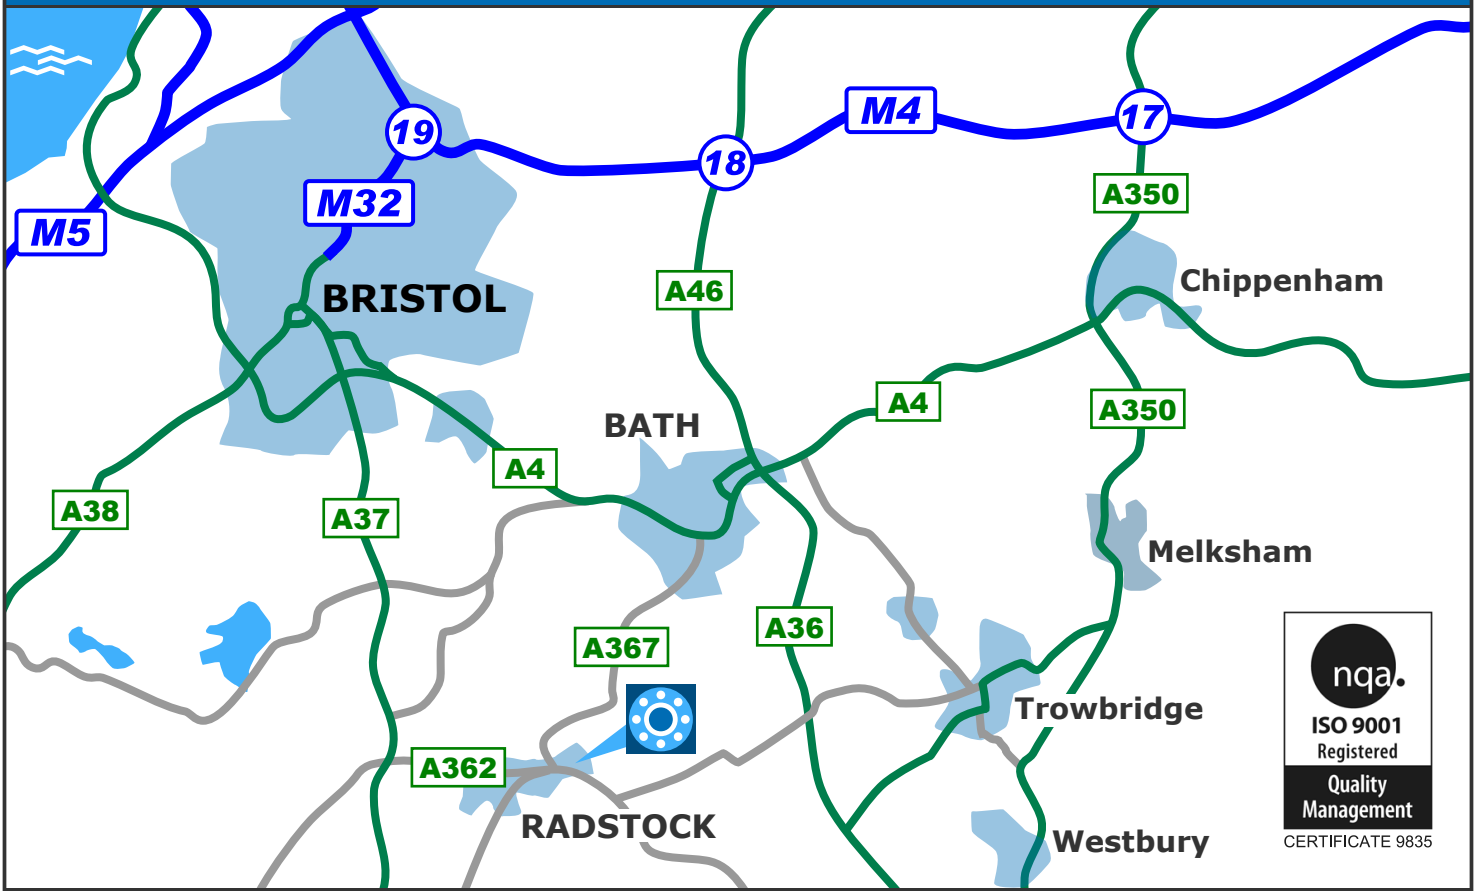 M4
17
19
18
M32
A350
M5
Chippenham
A46
BRISTOL
A4
A350
BATH
A4
A38
A37
Melksham
A36
A367
nqa.
Trowbridge
ISO 9001
Registered
A362
Quality
Management
RADSTOCK
Westbury
CERTIFICATE 9835